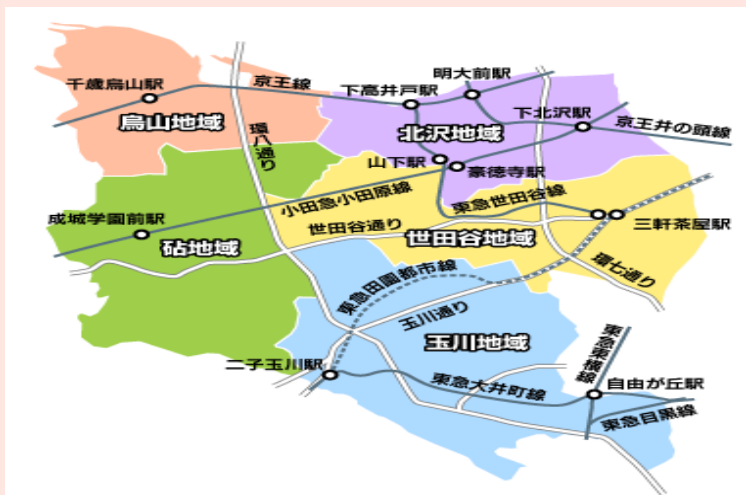 明大前駅
千歳烏山駅
京王線
下高井戸駅
下北沢駅
烏山地域
北沢地域
京王井の頭線
環八通り
山下駅
豪徳寺駅
小田急小田原線
東急世田谷線
成城学園前駅
世田谷通り
三軒茶屋駅
砧地域
世田谷地域
環七通り
東急田園都市線
玉川通り
玉川地域
東急東横線
二子玉川駅
東急大井町線
自由が丘駅
東急目黒線